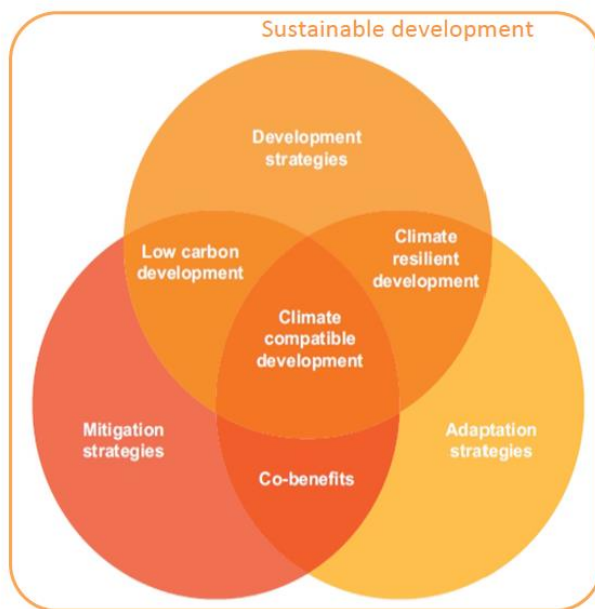 Sustainable development
Development
strategies
Low carbon
development
Climate
resilient
development
Climate
compatible
development
Mitigation
strategies
Adaptation
strategies
Co-benefits